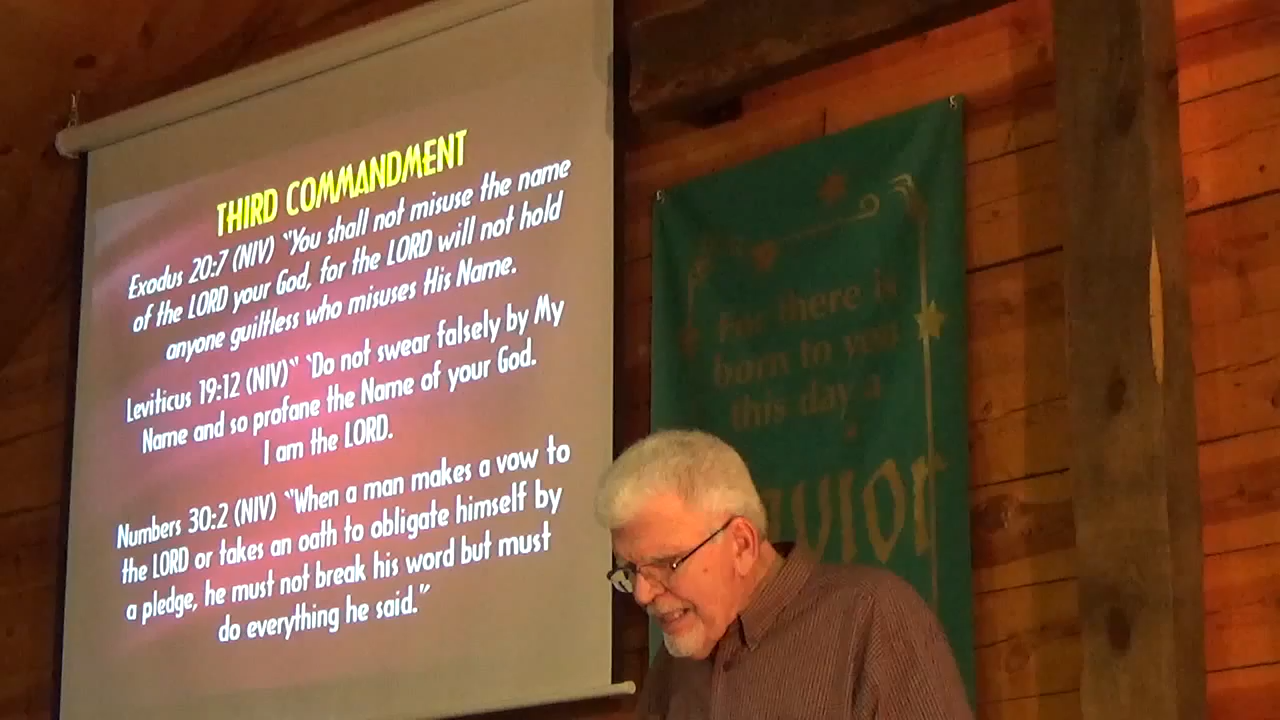 THIRD COMMANDMENT
Exodus 20:7 (NIV) "You shall not misuse the name
of the LORD your God, for the LORD will not hold
anyone guiltless who misuses His Name.
Leviticus 19:12 (NIV)" 'Do not swear falsely by My
Name and so profane the Name of your God.
I am the LORD.
Numbers 30:2 (NIV) "When a man makes a vow to
the LORD or takes an oath to obligate himself by
a pledge, he must not break his word but must
do everything he said."
For there is
born to you
this day a